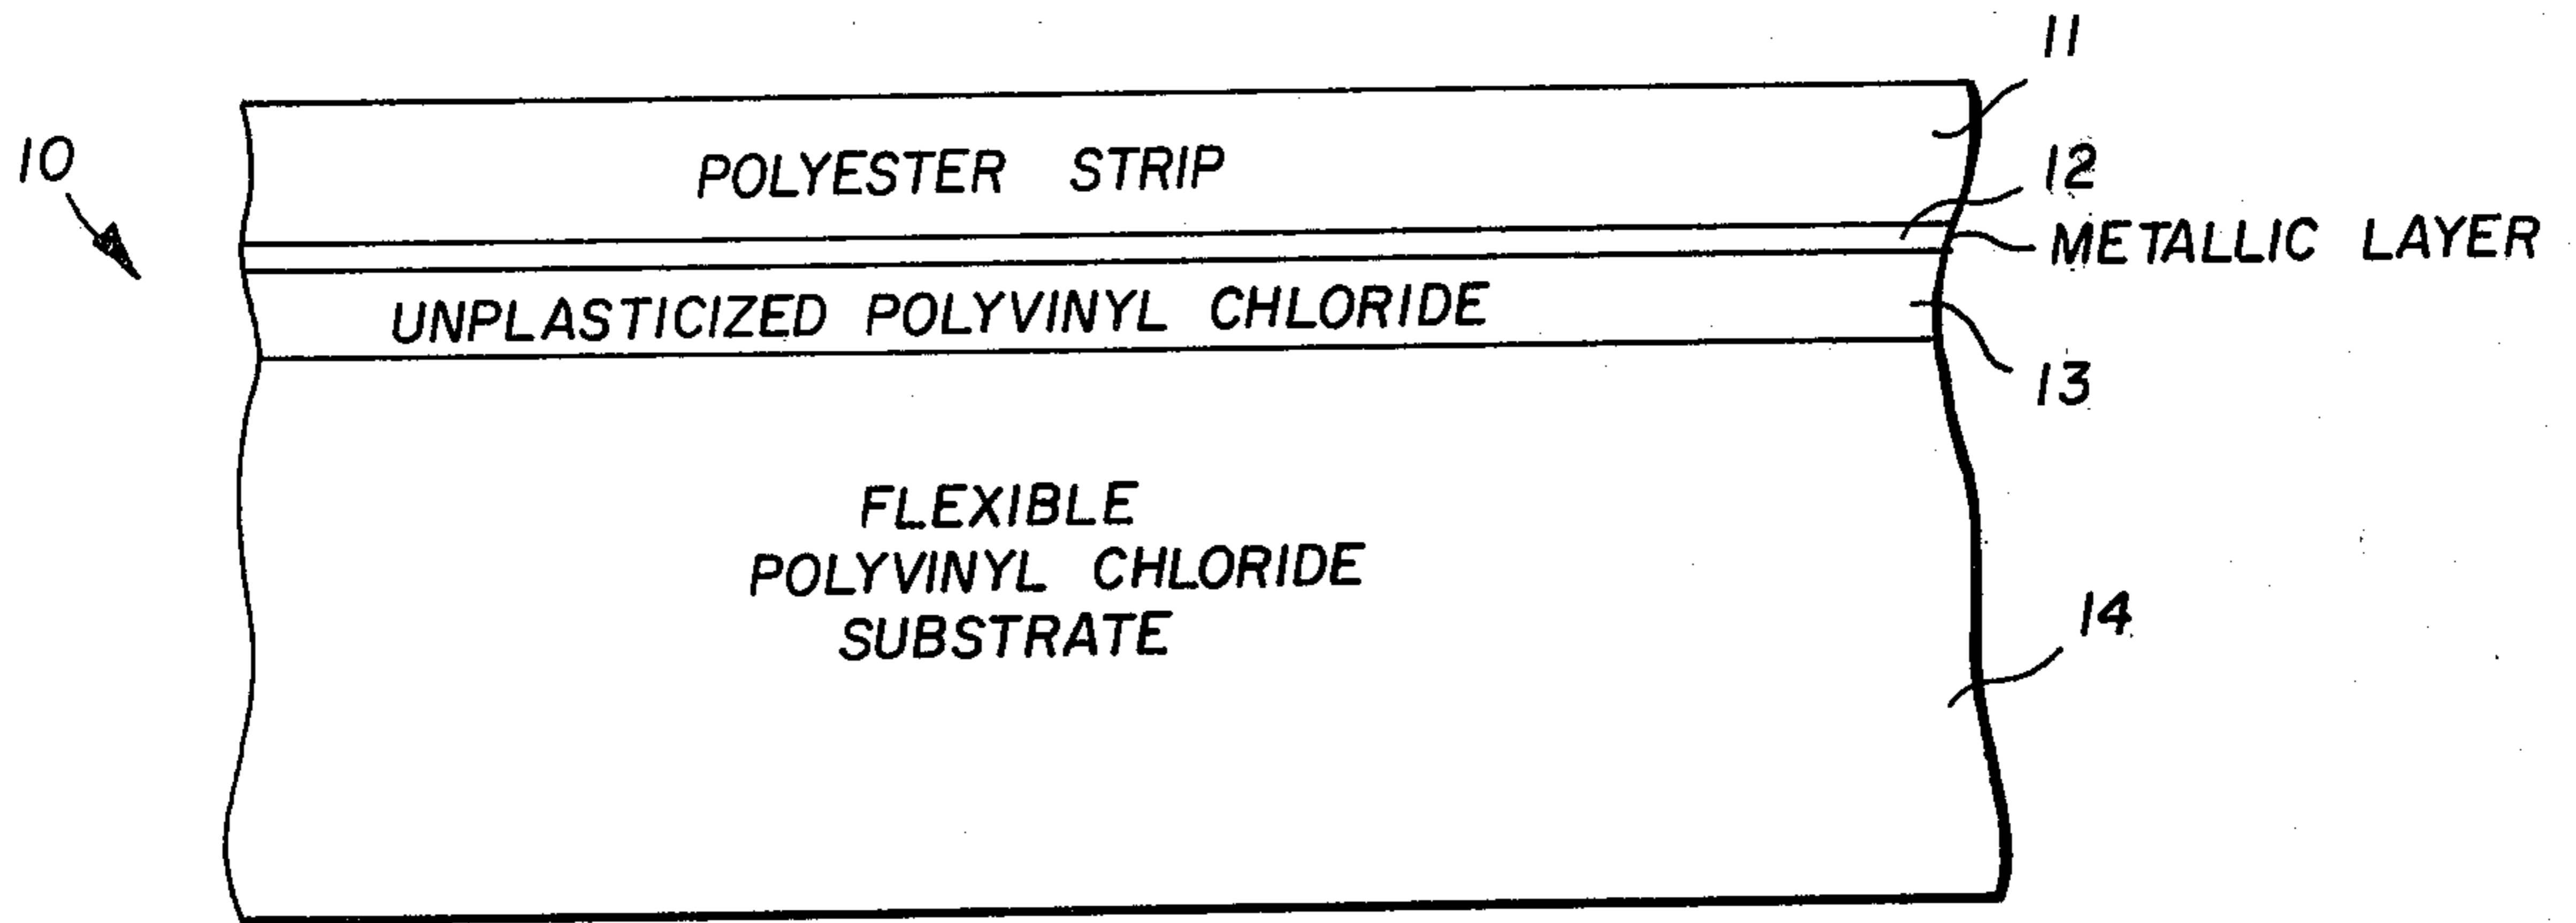 11
10
POLYESTER STRIP
12
METALLIC LAYER
UNPLASTICIZED POLYVINYL CHLORIDE
13
FLEXIBLE
POLYVINYL CHLORIDE
SUBSTRATE
14